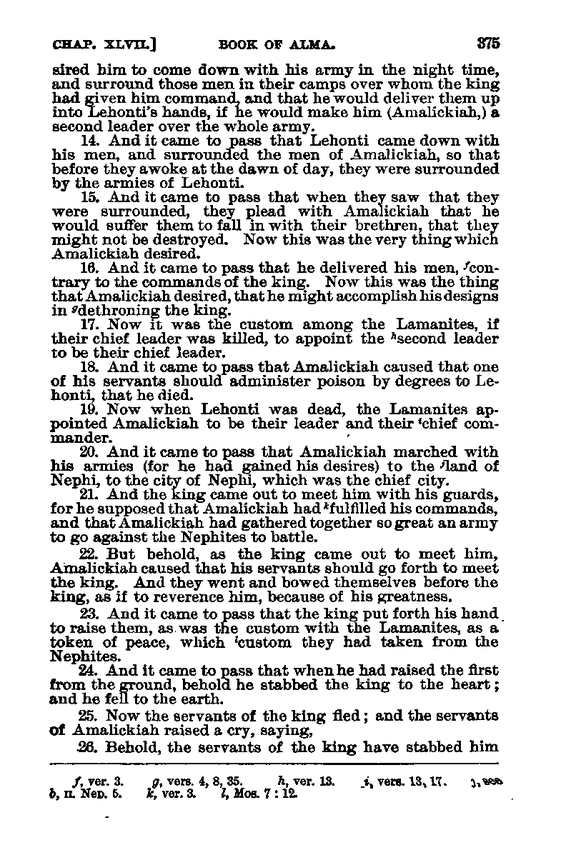 CHAP. XLVII.] BOOK OF ALMA. 375
sired him to come down with his army in the night time,
and surround those men in their camps over whom the king
had given him command, and that he would deliver them up
into Lehonti's hands, if he would make him (Amalickiah,) a
second leader over the whole army.
14. And it came to pass that Lehonti came down with
his men, and surrounded the men of Amalickiah, so that
before they awoke at the dawn of day, they were surrounded
by the armies of Lehonti.
15. And it came to pass that when they saw that they
were surrounded, they plead with Amalickiah that he
would suffer them to fall in with their brethren, that they
might not be destroyed. Now this was the very thing which
Amalickiah desired.
16. And it came to pass that he delivered his men, ᶠcon-
trary to the commands of the king. Now this was the thing
that Amalickiah desired, that he might accomplish his designs
in ᵍdethroning the king.
17. Now it was the custom among the Lamanites, if
their chief leader was killed, to appoint the ʰsecond leader
to be their chief leader.
18. And it came to pass that Amalickiah caused that one
of his servants should administer poison by degrees to Le-
honti, that he died.
19. Now when Lehonti was dead, the Lamanites ap-
pointed Amalickiah to be their leader and their ⁱchief com-
mander.
20. And it came to pass that Amalickiah marched with
his armies (for he had gained his desires) to the ʲland of
Nephi, to the city of Nephi, which was the chief city.
21. And the king came out to meet him with his guards,
for he supposed that Amalickiah had ᵏfulfilled his commands,
and that Amalickiah had gathered together so great an army
to go against the Nephites to battle.
22. But behold, as the king came out to meet him,
Amalickiah caused that his servants should go forth to meet
the king. And they went and bowed themselves before the
king, as if to reverence him, because of his greatness.
23. And it came to pass that the king put forth his hand
to raise them, as was the custom with the Lamanites, as a
token of peace, which ˡcustom they had taken from the
Nephites.
24. And it came to pass that when he had raised the first
from the ground, behold he stabbed the king to the heart;
and he fell to the earth.
25. Now the servants of the king fled; and the servants
of Amalickiah raised a cry, saying,
26. Behold, the servants of the king have stabbed him
f, ver. 3. g, vers. 4, 8, 35. h, ver. 13. i, vers. 13, 17. j, see
b, II. Nep. 5. k, ver. 3. l, Mos. 7 : 12.